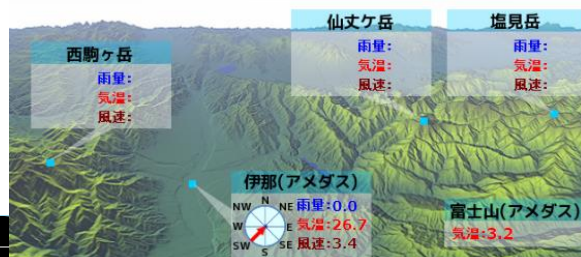 西駒ヶ岳
雨量:
気温:
風速:
仙丈ケ岳
雨量:
気温:
風速:
塩見岳
雨量:
気温:
風速:
伊那(アメダス)
NW N NE
W E
SW S SE
雨量:0.0
気温:26.7
風速:3.4
富士山(アメダス)
気温:3.2